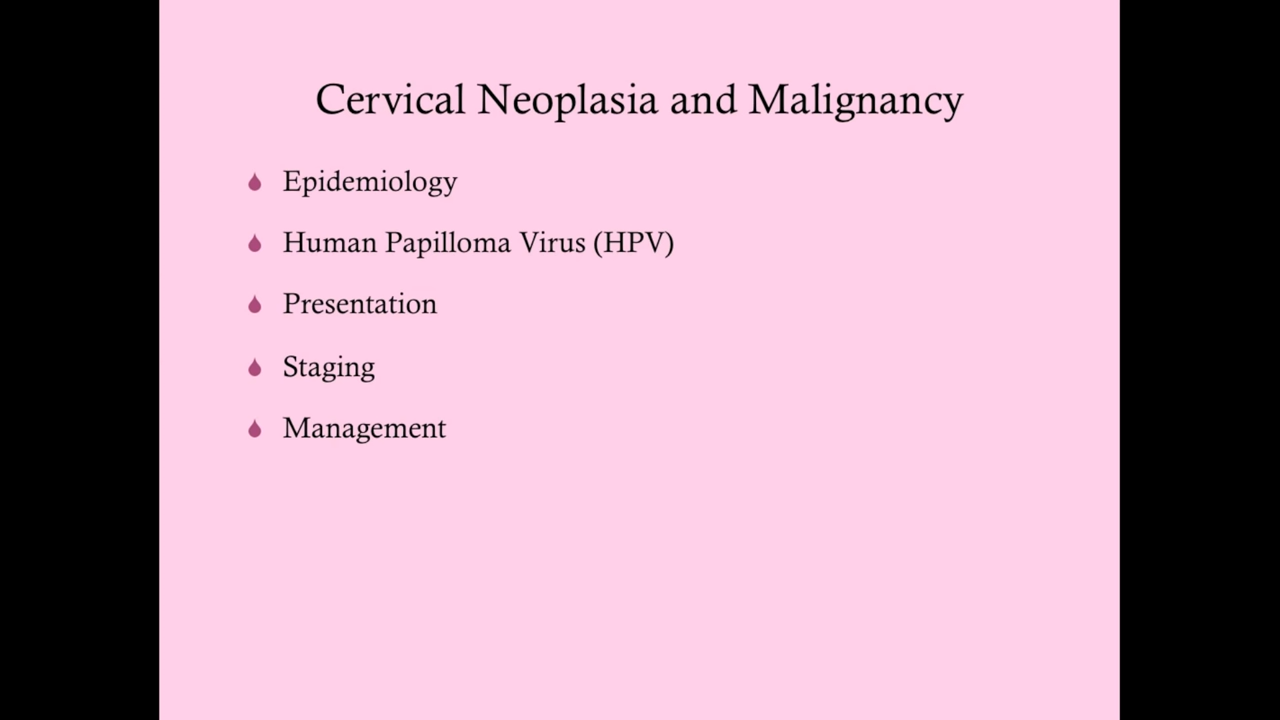 Cervical Neoplasia and Malignancy
Epidemiology
Human Papilloma Virus (HPV)
Presentation
Staging
Management